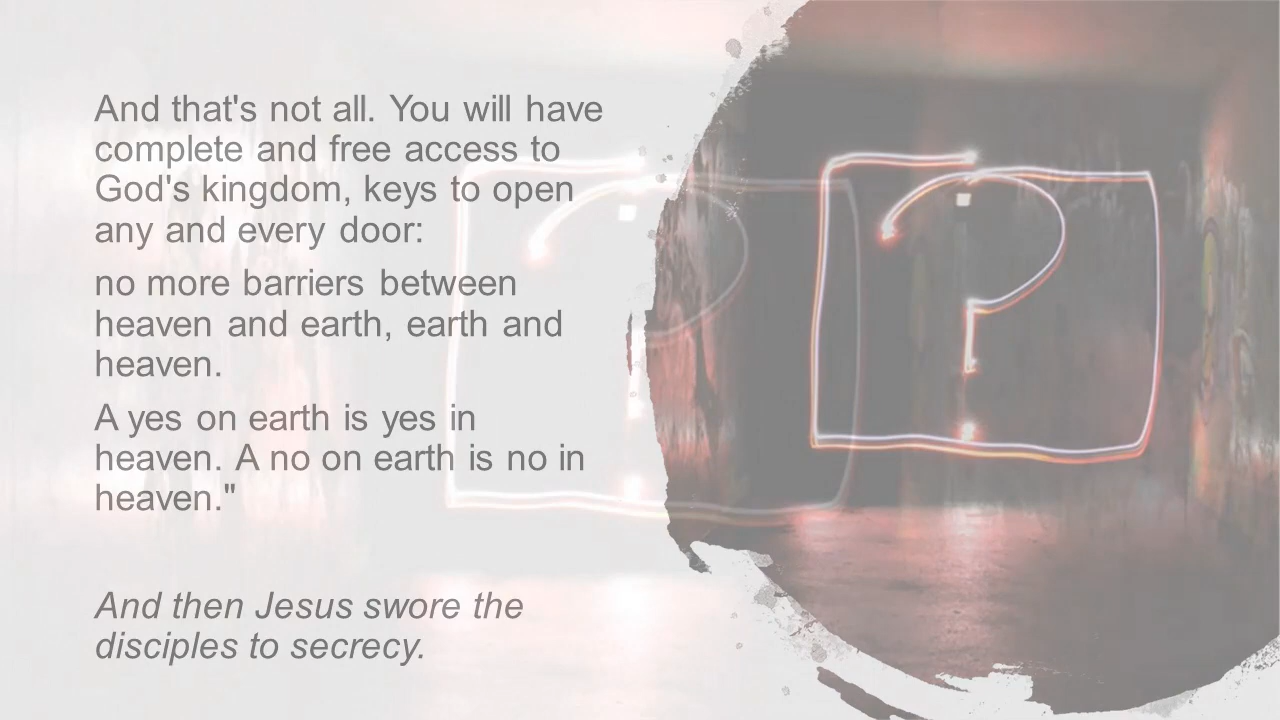 And that's not all. You will have
complete and free access to
God's kingdom, keys to open
any and every door:
no more barriers between
heaven and earth, earth and
heaven.
A yes on earth is yes in
heaven. A no on earth is no in
heaven."
And then Jesus swore the
disciples to secrecy.